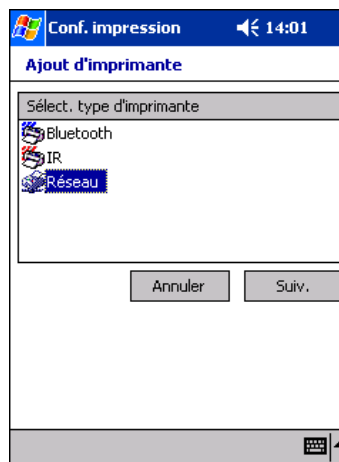 Conf. impression 14:01
Ajout d'imprimante
Sélect. type d'imprimante
Bluetooth
IR
Réseau
Annuler Suiv.